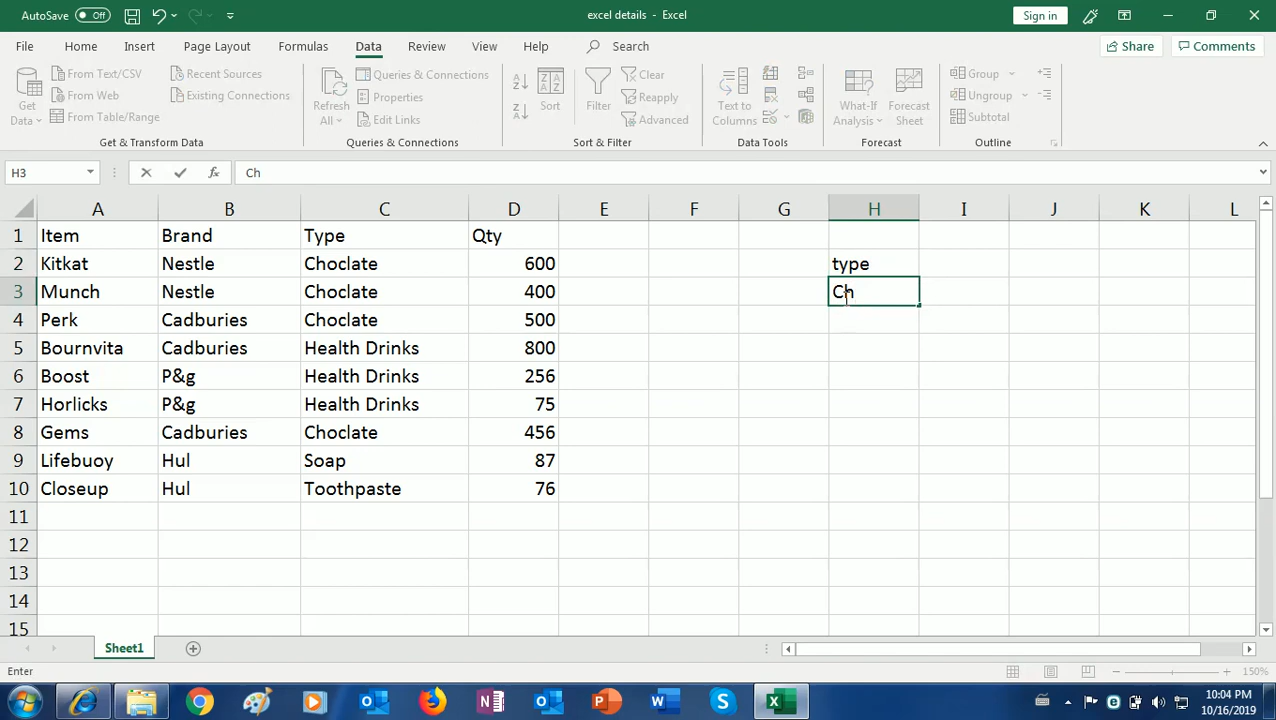 AutoSave Off excel details - Excel Sign in
File Home Insert Page Layout Formulas Data Review View Help Search Share Comments
Get Data From Text/CSV From Web From Table/Range Recent Sources Existing Connections
Refresh All Queries & Connections Properties Edit Links
Sort Filter Clear Reapply Advanced
Text to Columns What-If Analysis Forecast Sheet Group Ungroup Subtotal
Get & Transform Data Queries & Connections Sort & Filter Data Tools Forecast Outline
H3 fx Ch
A B C D E F G H I J K L
1 Item Brand Type Qty
2 Kitkat Nestle Choclate 600 type
3 Munch Nestle Choclate 400 Ch
4 Perk Cadburies Choclate 500
5 Bournvita Cadburies Health Drinks 800
6 Boost P&g Health Drinks 256
7 Horlicks P&g Health Drinks 75
8 Gems Cadburies Choclate 456
9 Lifebuoy Hul Soap 87
10 Closeup Hul Toothpaste 76
11
12
13
14
15
Sheet1
Enter 150%
10:04 PM
10/16/2019